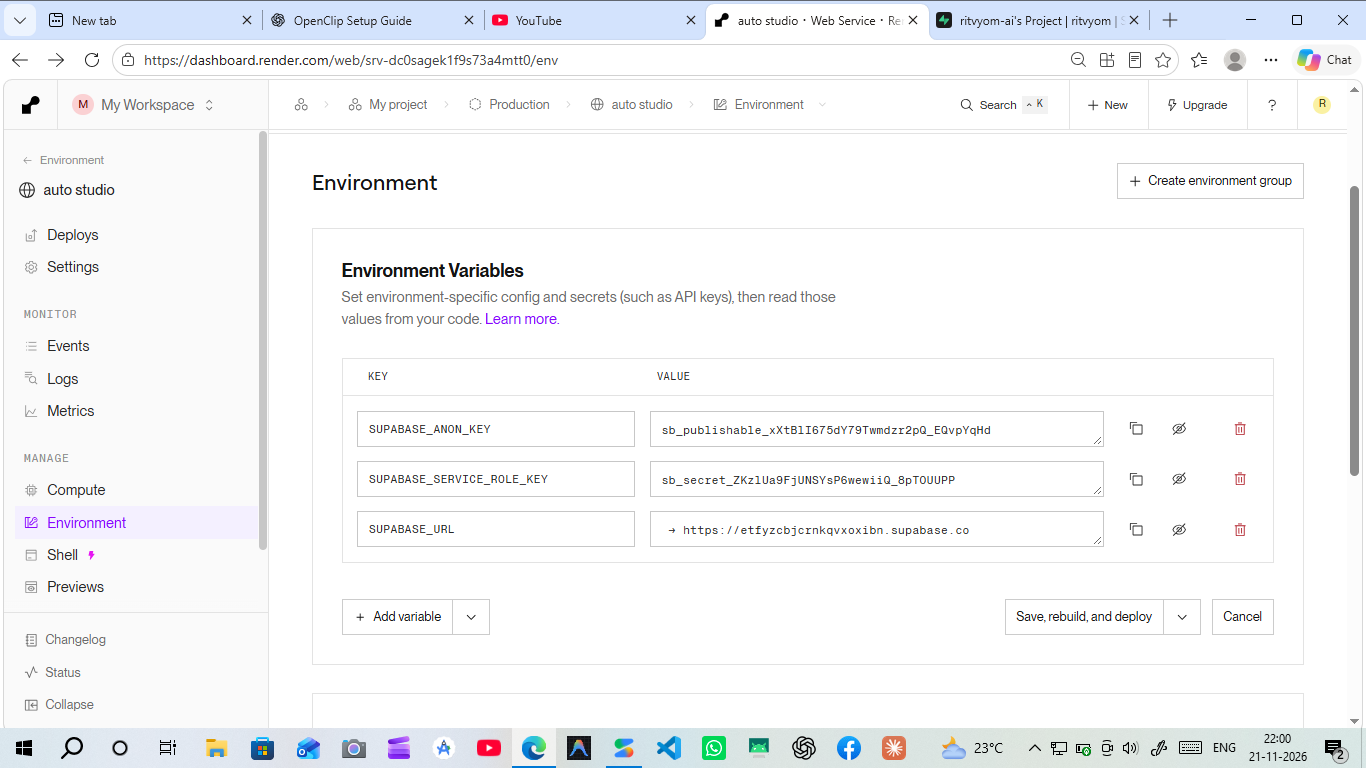 New tab
OpenClip Setup Guide
YouTube
auto studio · Web Service · Re
ritvyom-ai's Project | ritvyom | S
https://dashboard.render.com/web/srv-dc0sagek1f9s73a4mtt0/env
Chat
M My Workspace
My project
Production
auto studio
Environment
Search
K
+ New
Upgrade
?
R
← Environment
auto studio
Deploys
Settings
MONITOR
Events
Logs
Metrics
MANAGE
Compute
Environment
Shell
Previews
Changelog
Status
Collapse
Environment
+ Create environment group
Environment Variables
Set environment-specific config and secrets (such as API keys), then read those
values from your code. Learn more.
KEY VALUE
SUPABASE_ANON_KEY sb_publishable_xXtBlI675dY79Twmdzr2pQ_EQvpYqHd
SUPABASE_SERVICE_ROLE_KEY sb_secret_ZKzlUa9FjUNSYsP6wewiiQ_8pTOUUPP
SUPABASE_URL → https://etfyzcbjcrnkqvxoxibn.supabase.co
+ Add variable
Save, rebuild, and deploy
Cancel
23°C
ENG
22:00
21-11-2026
2